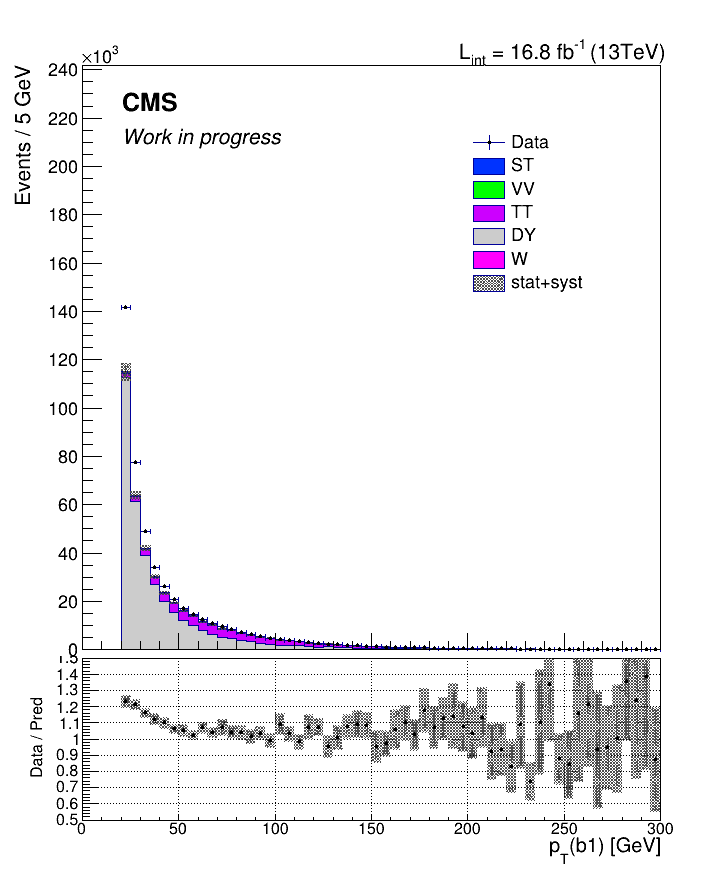 ×10³
L_int = 16.8 fb⁻¹ (13TeV)
Events / 5 GeV
240
220
200
180
160
140
120
100
80
60
40
20
0
CMS
Work in progress
Data
ST
VV
TT
DY
W
stat+syst
Data / Pred
1.5
1.4
1.3
1.2
1.1
1
0.9
0.8
0.7
0.6
0.5
0 50 100 150 200 250 300
p_T(b1) [GeV]